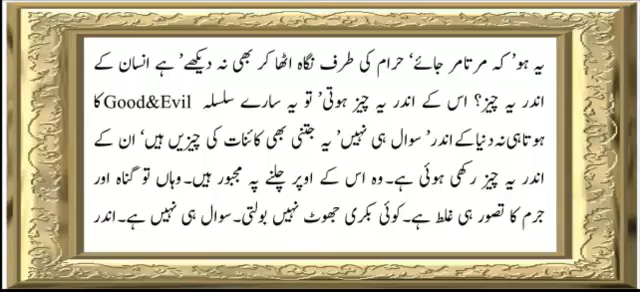 یہ ہو’ کہ مرتا مر جائے‘ حرام کی طرف نگاہ اٹھا کر بھی نہ دیکھے’ ہے انسان کے
اندر یہ چیز؟ اس کے اندر یہ چیز ہوتی’ تو یہ سارے سلسلہ Good&Evil کا
ہوتا ہی نہ دنیا کے اندر’ سوال ہی نہیں’ یہ جتنی بھی کائنات کی چیزیں ہیں‘ ان کے
اندر یہ چیز رکھی ہوئی ہے۔ وہ اس کے اوپر چلنے پہ مجبور ہیں۔ وہاں تو گناہ اور
جرم کا تصور ہی غلط ہے۔ کوئی بکری جھوٹ نہیں بولتی۔ سوال ہی نہیں ہے۔ اندر